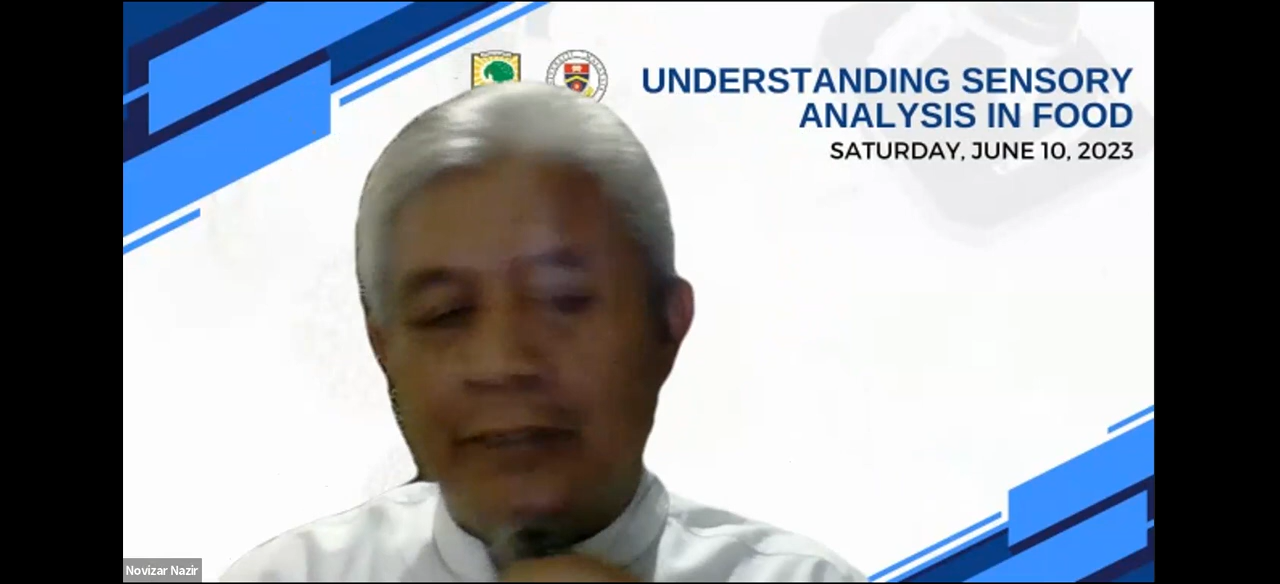 UNDERSTANDING SENSORY
ANALYSIS IN FOOD
SATURDAY, JUNE 10, 2023
Novizar Nazir